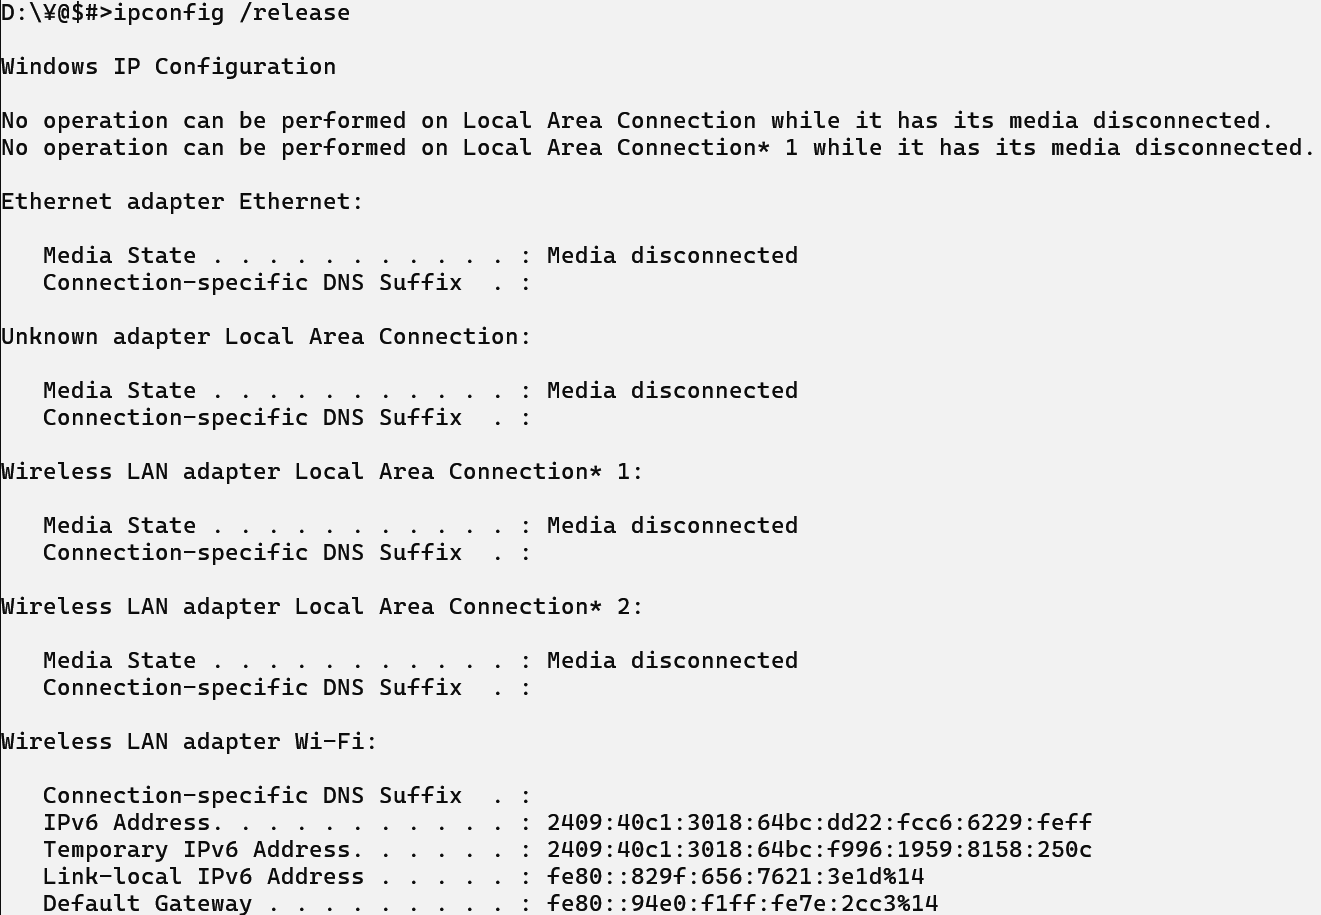 D:\¥@$#>ipconfig /release
Windows IP Configuration
No operation can be performed on Local Area Connection while it has its media disconnected.
No operation can be performed on Local Area Connection* 1 while it has its media disconnected.
Ethernet adapter Ethernet:
Media State . . . . . . . . . . . : Media disconnected
Connection-specific DNS Suffix  . :
Unknown adapter Local Area Connection:
Media State . . . . . . . . . . . : Media disconnected
Connection-specific DNS Suffix  . :
Wireless LAN adapter Local Area Connection* 1:
Media State . . . . . . . . . . . : Media disconnected
Connection-specific DNS Suffix  . :
Wireless LAN adapter Local Area Connection* 2:
Media State . . . . . . . . . . . : Media disconnected
Connection-specific DNS Suffix  . :
Wireless LAN adapter Wi-Fi:
Connection-specific DNS Suffix  . :
IPv6 Address. . . . . . . . . . . : 2409:40c1:3018:64bc:dd22:fcc6:6229:feff
Temporary IPv6 Address. . . . . . : 2409:40c1:3018:64bc:f996:1959:8158:250c
Link-local IPv6 Address . . . . . : fe80::829f:656:7621:3e1d%14
Default Gateway . . . . . . . . . : fe80::94e0:f1ff:fe7e:2cc3%14